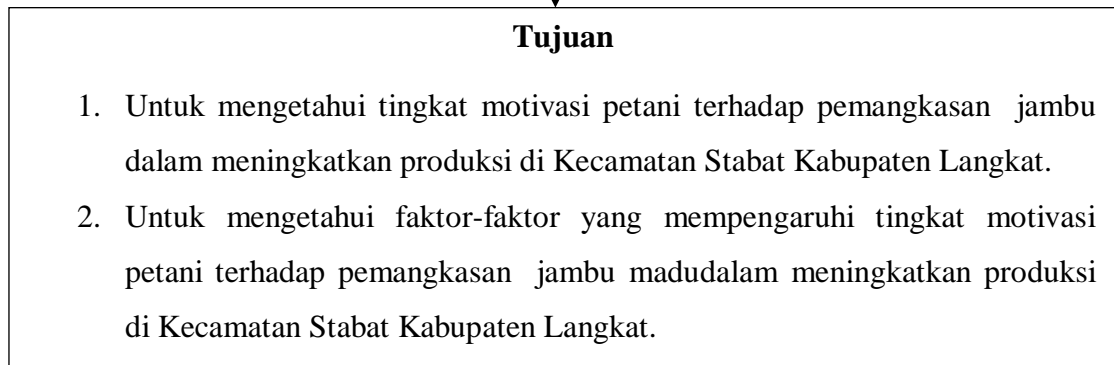 Tujuan
1. Untuk mengetahui tingkat motivasi petani terhadap pemangkasan jambu
dalam meningkatkan produksi di Kecamatan Stabat Kabupaten Langkat.
2. Untuk mengetahui faktor-faktor yang mempengaruhi tingkat motivasi
petani terhadap pemangkasan jambu madudalam meningkatkan produksi
di Kecamatan Stabat Kabupaten Langkat.